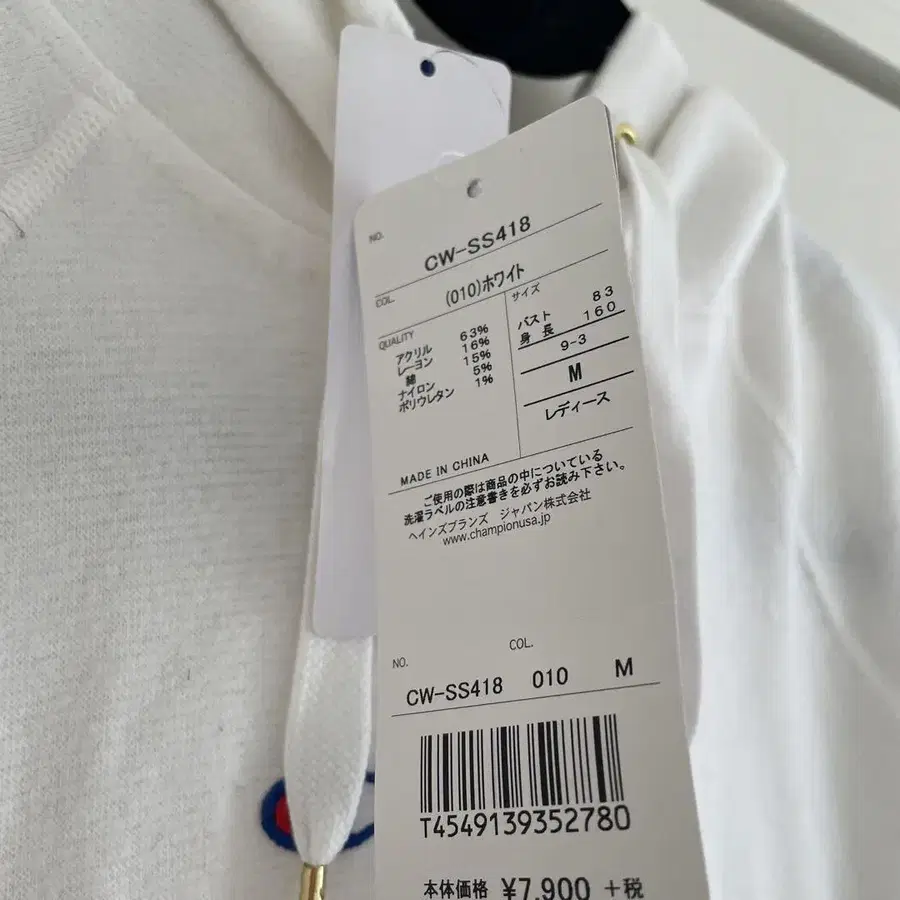 NO.
CW-SS418
COL.
(010)ホワイト
QUALITY
アクリル 63%
レーヨン 16%
綿 15%
ナイロン 5%
ポリウレタン 1%
サイズ
バスト 83
身長 160
9-3
M
レディース
MADE IN CHINA
ご使用の際は商品の中についている
洗濯ラベルの注意書きを必ずお読み下さい。
ヘインズブランズ ジャパン株式会社
www.championusa.jp
NO. COL.
CW-SS418 010 M
T4549139352780
本体価格 ¥7,900 +税